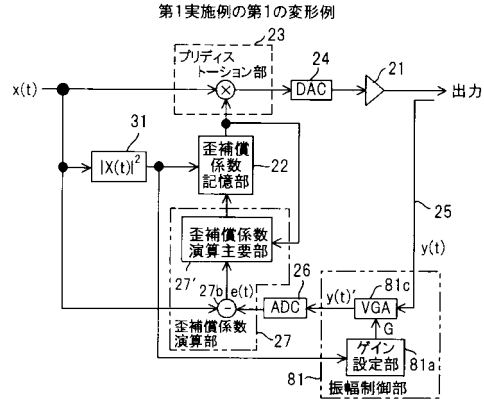 第1実施例の第1の変形例
23
プリディス
トーション部
24
21
x(t)
×
DAC
出力
31
|X(t)|²
歪補償
係数
記憶部
22
25
歪補償係数
演算主要部
27'
27b
e(t)
26
y(t)
81c
−
ADC
y(t)'
VGA
歪補償係数
演算部
27
G
ゲイン
設定部
81a
81
振幅制御部